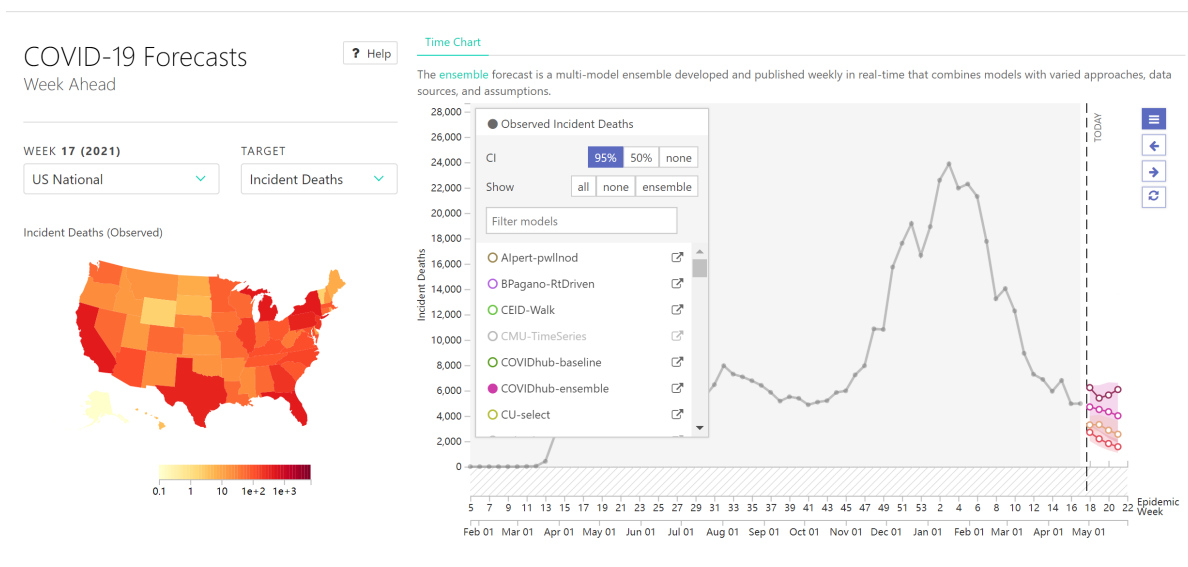 COVID-19 Forecasts
? Help
Week Ahead
WEEK 17 (2021)
TARGET
US National
Incident Deaths
Incident Deaths (Observed)
0.1 1 10 1e+2 1e+3
Time Chart
The ensemble forecast is a multi-model ensemble developed and published weekly in real-time that combines models with varied approaches, data
sources, and assumptions.
28,000
26,000
24,000
22,000
20,000
18,000
16,000
14,000
12,000
10,000
8,000
6,000
4,000
2,000
0
Incident Deaths
Observed Incident Deaths
CI 95% 50% none
Show all none ensemble
Filter models
Alpert-pwllnod
BPagano-RtDriven
CEID-Walk
CMU-TimeSeries
COVIDhub-baseline
COVIDhub-ensemble
CU-select
TODAY
5 7 9 11 13 15 17 19 21 23 25 27 29 31 33 35 37 39 41 43 45 47 49 51 53 2 4 6 8 10 12 14 16 18 20 22
Epidemic
Week
Feb 01 Mar 01 Apr 01 May 01 Jun 01 Jul 01 Aug 01 Sep 01 Oct 01 Nov 01 Dec 01 Jan 01 Feb 01 Mar 01 Apr 01 May 01